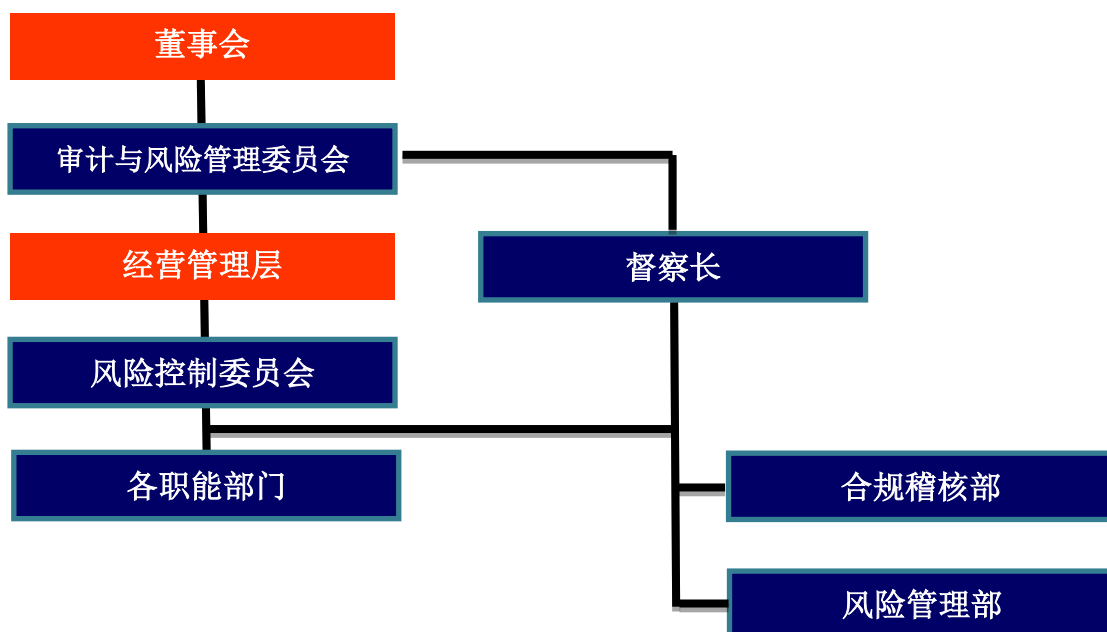 董事会
审计与风险管理委员会
经营管理层
督察长
风险控制委员会
各职能部门
合规稽核部
风险管理部